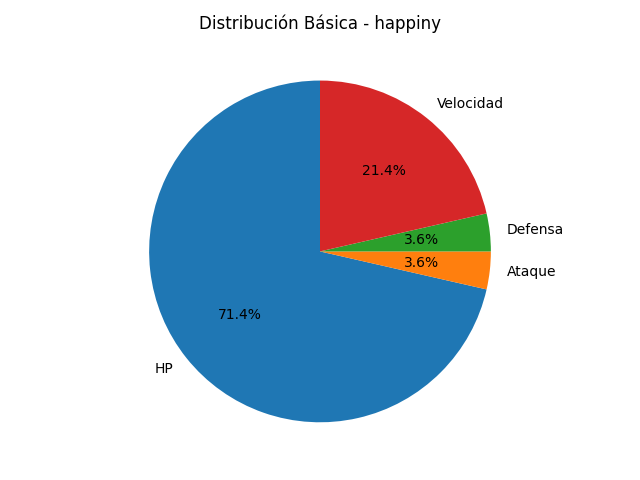 Distribución Básica - happiny
Velocidad
21.4%
Defensa
3.6%
3.6%
Ataque
71.4%
HP